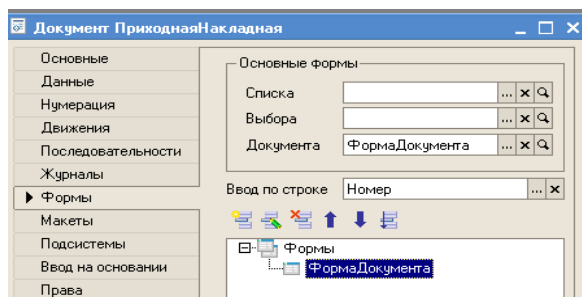 Документ ПриходнаяНакладная
Основные
Данные
Нумерация
Движения
Последовательности
Журналы
Формы
Макеты
Подсистемы
Ввод на основании
Права
Основные формы
Списка
Выбора
Документа ФормаДокумента
Ввод по строке Номер
Формы
ФормаДокумента